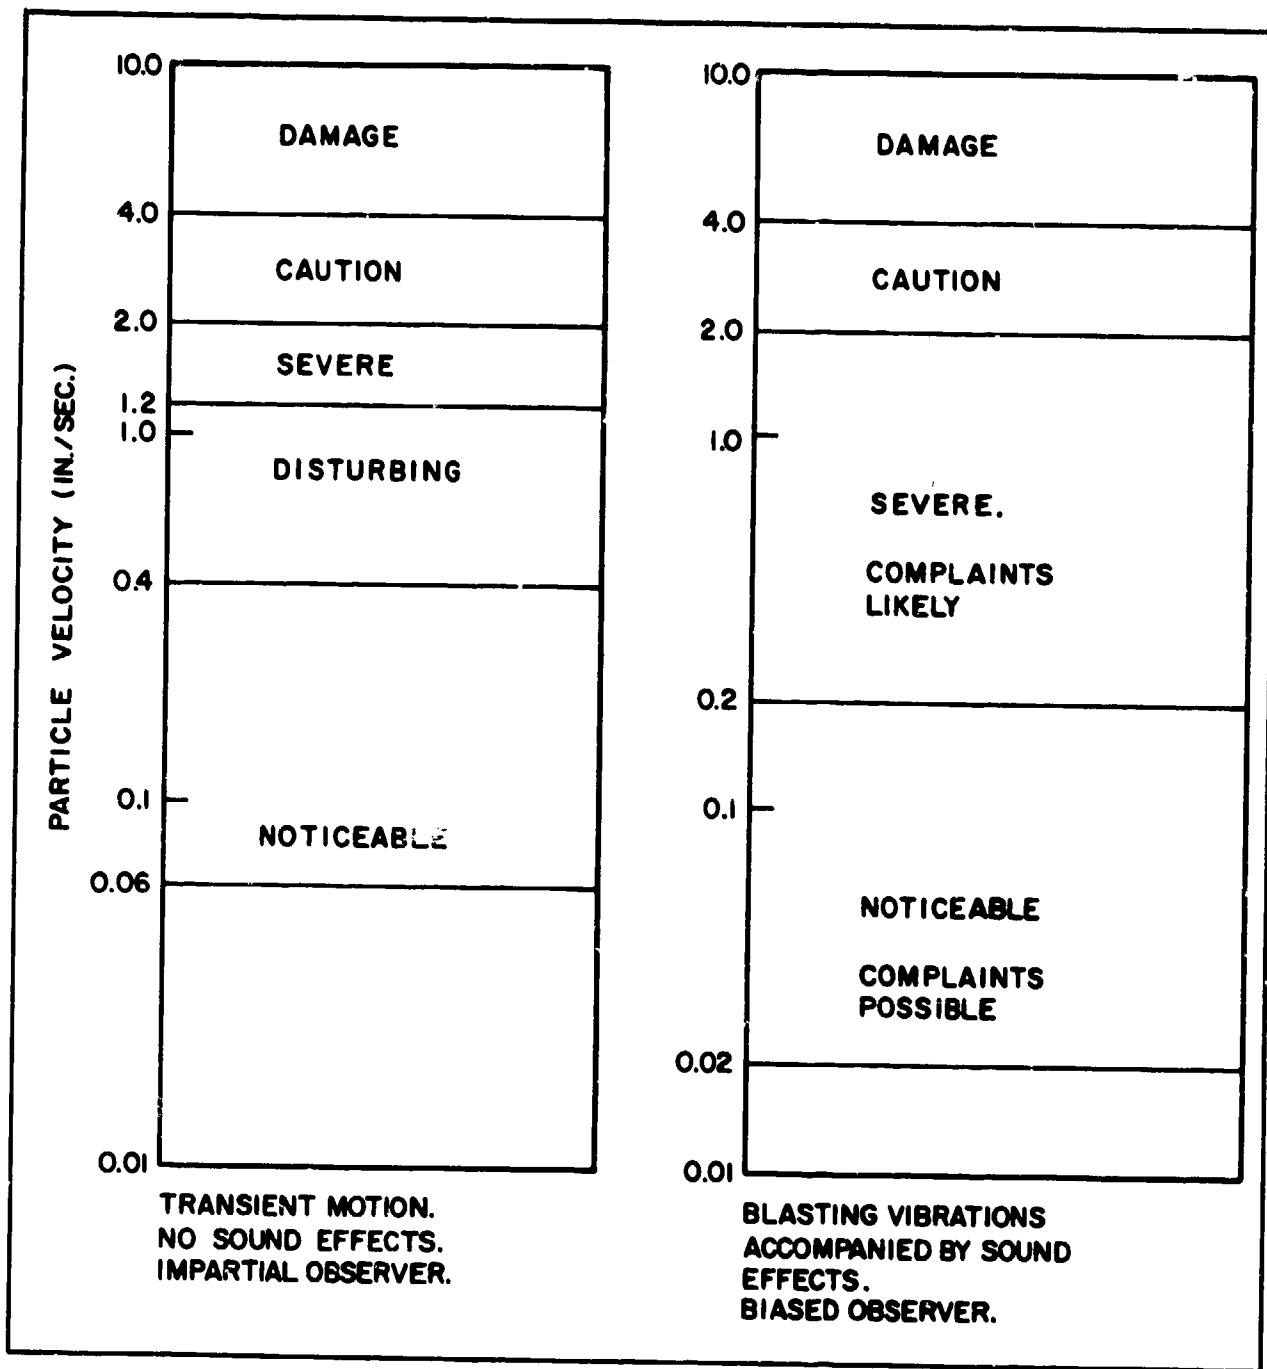 PARTICLE VELOCITY (IN./SEC.)
10.0
DAMAGE
4.0
CAUTION
2.0
SEVERE
1.2
1.0
DISTURBING
0.4
0.1
NOTICEABLE
0.06
0.01
TRANSIENT MOTION.
NO SOUND EFFECTS.
IMPARTIAL OBSERVER.
10.0
DAMAGE
4.0
CAUTION
2.0
1.0
SEVERE.
COMPLAINTS
LIKELY
0.2
0.1
NOTICEABLE
COMPLAINTS
POSSIBLE
0.02
0.01
BLASTING VIBRATIONS
ACCOMPANIED BY SOUND
EFFECTS.
BIASED OBSERVER.